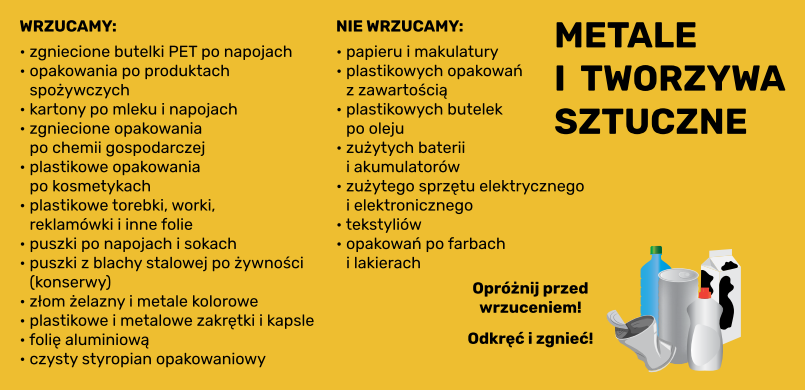 WRZUCAMY:
• zgniecione butelki PET po napojach
• opakowania po produktach
spożywczych
• kartony po mleku i napojach
• zgniecione opakowania
po chemii gospodarczej
• plastikowe opakowania
po kosmetykach
• plastikowe torebki, worki,
reklamówki i inne folie
• puszki po napojach i sokach
• puszki z blachy stalowej po żywności
(konserwy)
• złom żelazny i metale kolorowe
• plastikowe i metalowe zakrętki i kapsle
• folię aluminiową
• czysty styropian opakowaniowy
NIE WRZUCAMY:
• papieru i makulatury
• plastikowych opakowań
z zawartością
• plastikowych butelek
po oleju
• zużytych baterii
i akumulatorów
• zużytego sprzętu elektrycznego
i elektronicznego
• tekstyliów
• opakowań po farbach
i lakierach
METALE
I TWORZYWA
SZTUCZNE
Opróżnij przed
wrzuceniem!
Odkręć i zgnieć!